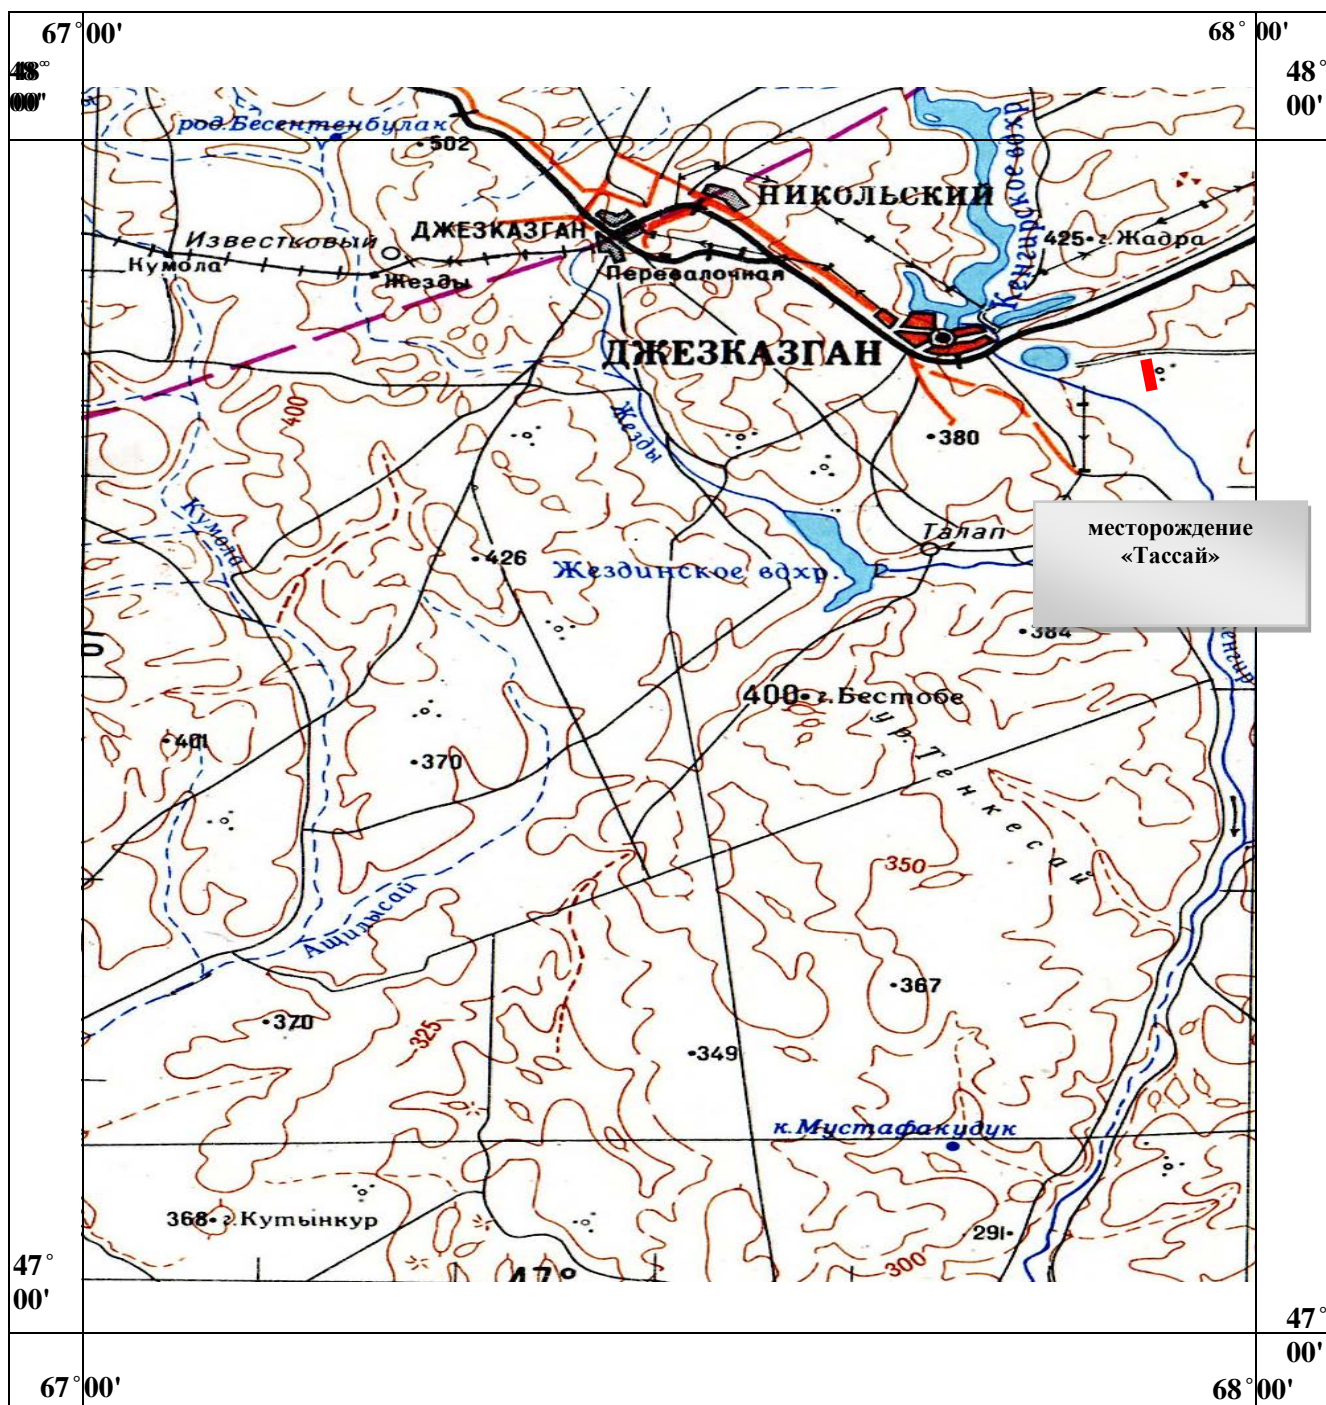 67°00'
68°00'
48°
00'
48°
00'
род. Бесентенбулак
502
Кенгирское вдхр
НИКОЛЬСКИЙ
ДЖЕЗКАЗГАН
Известковый
425 г. Жадра
Кумола
Жезды
Перевалочная
ДЖЕЗКАЗГАН
400
Жезды
380
Кумола
Талап
месторождение
«Тассай»
426
Жездинское вдхр.
384
400 г. Бестобе
ур. Тенкесай
401
370
350
Ащилысай
367
370
325
349
к. Мустафакудук
368 г. Кутынкур
291
300
47°
47°
00'
47°
00'
67°00'
68°00'